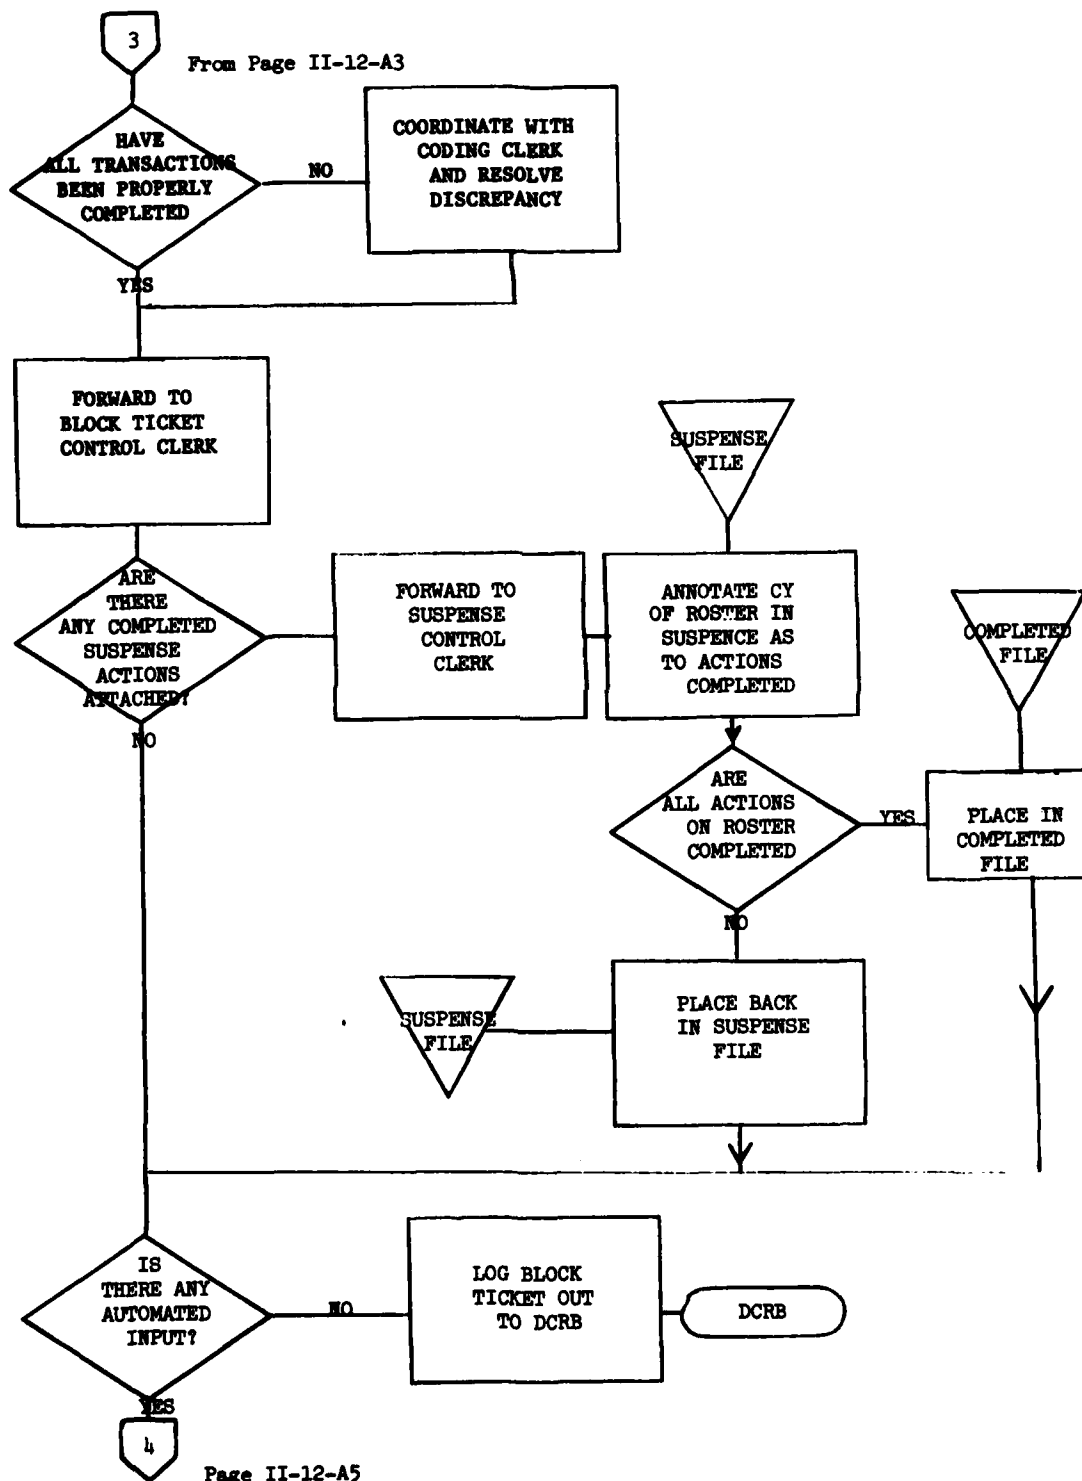 3
From Page II-12-A3
HAVE
ALL TRANSACTIONS
BEEN PROPERLY
COMPLETED
NO
COORDINATE WITH
CODING CLERK
AND RESOLVE
DISCREPANCY
YES
FORWARD TO
BLOCK TICKET
CONTROL CLERK
SUSPENSE
FILE
ARE
THERE
ANY COMPLETED
SUSPENSE
ACTIONS
ATTACHED?
FORWARD TO
SUSPENSE
CONTROL
CLERK
ANNOTATE CY
OF ROSTER IN
SUSPENCE AS
TO ACTIONS
COMPLETED
COMPLETED
FILE
NO
ARE
ALL ACTIONS
ON ROSTER
COMPLETED
YES
PLACE IN
COMPLETED
FILE
NO
SUSPENSE
FILE
PLACE BACK
IN SUSPENSE
FILE
IS
THERE ANY
AUTOMATED
INPUT?
NO
LOG BLOCK
TICKET OUT
TO DCRB
DCRB
YES
4
Page II-12-A5